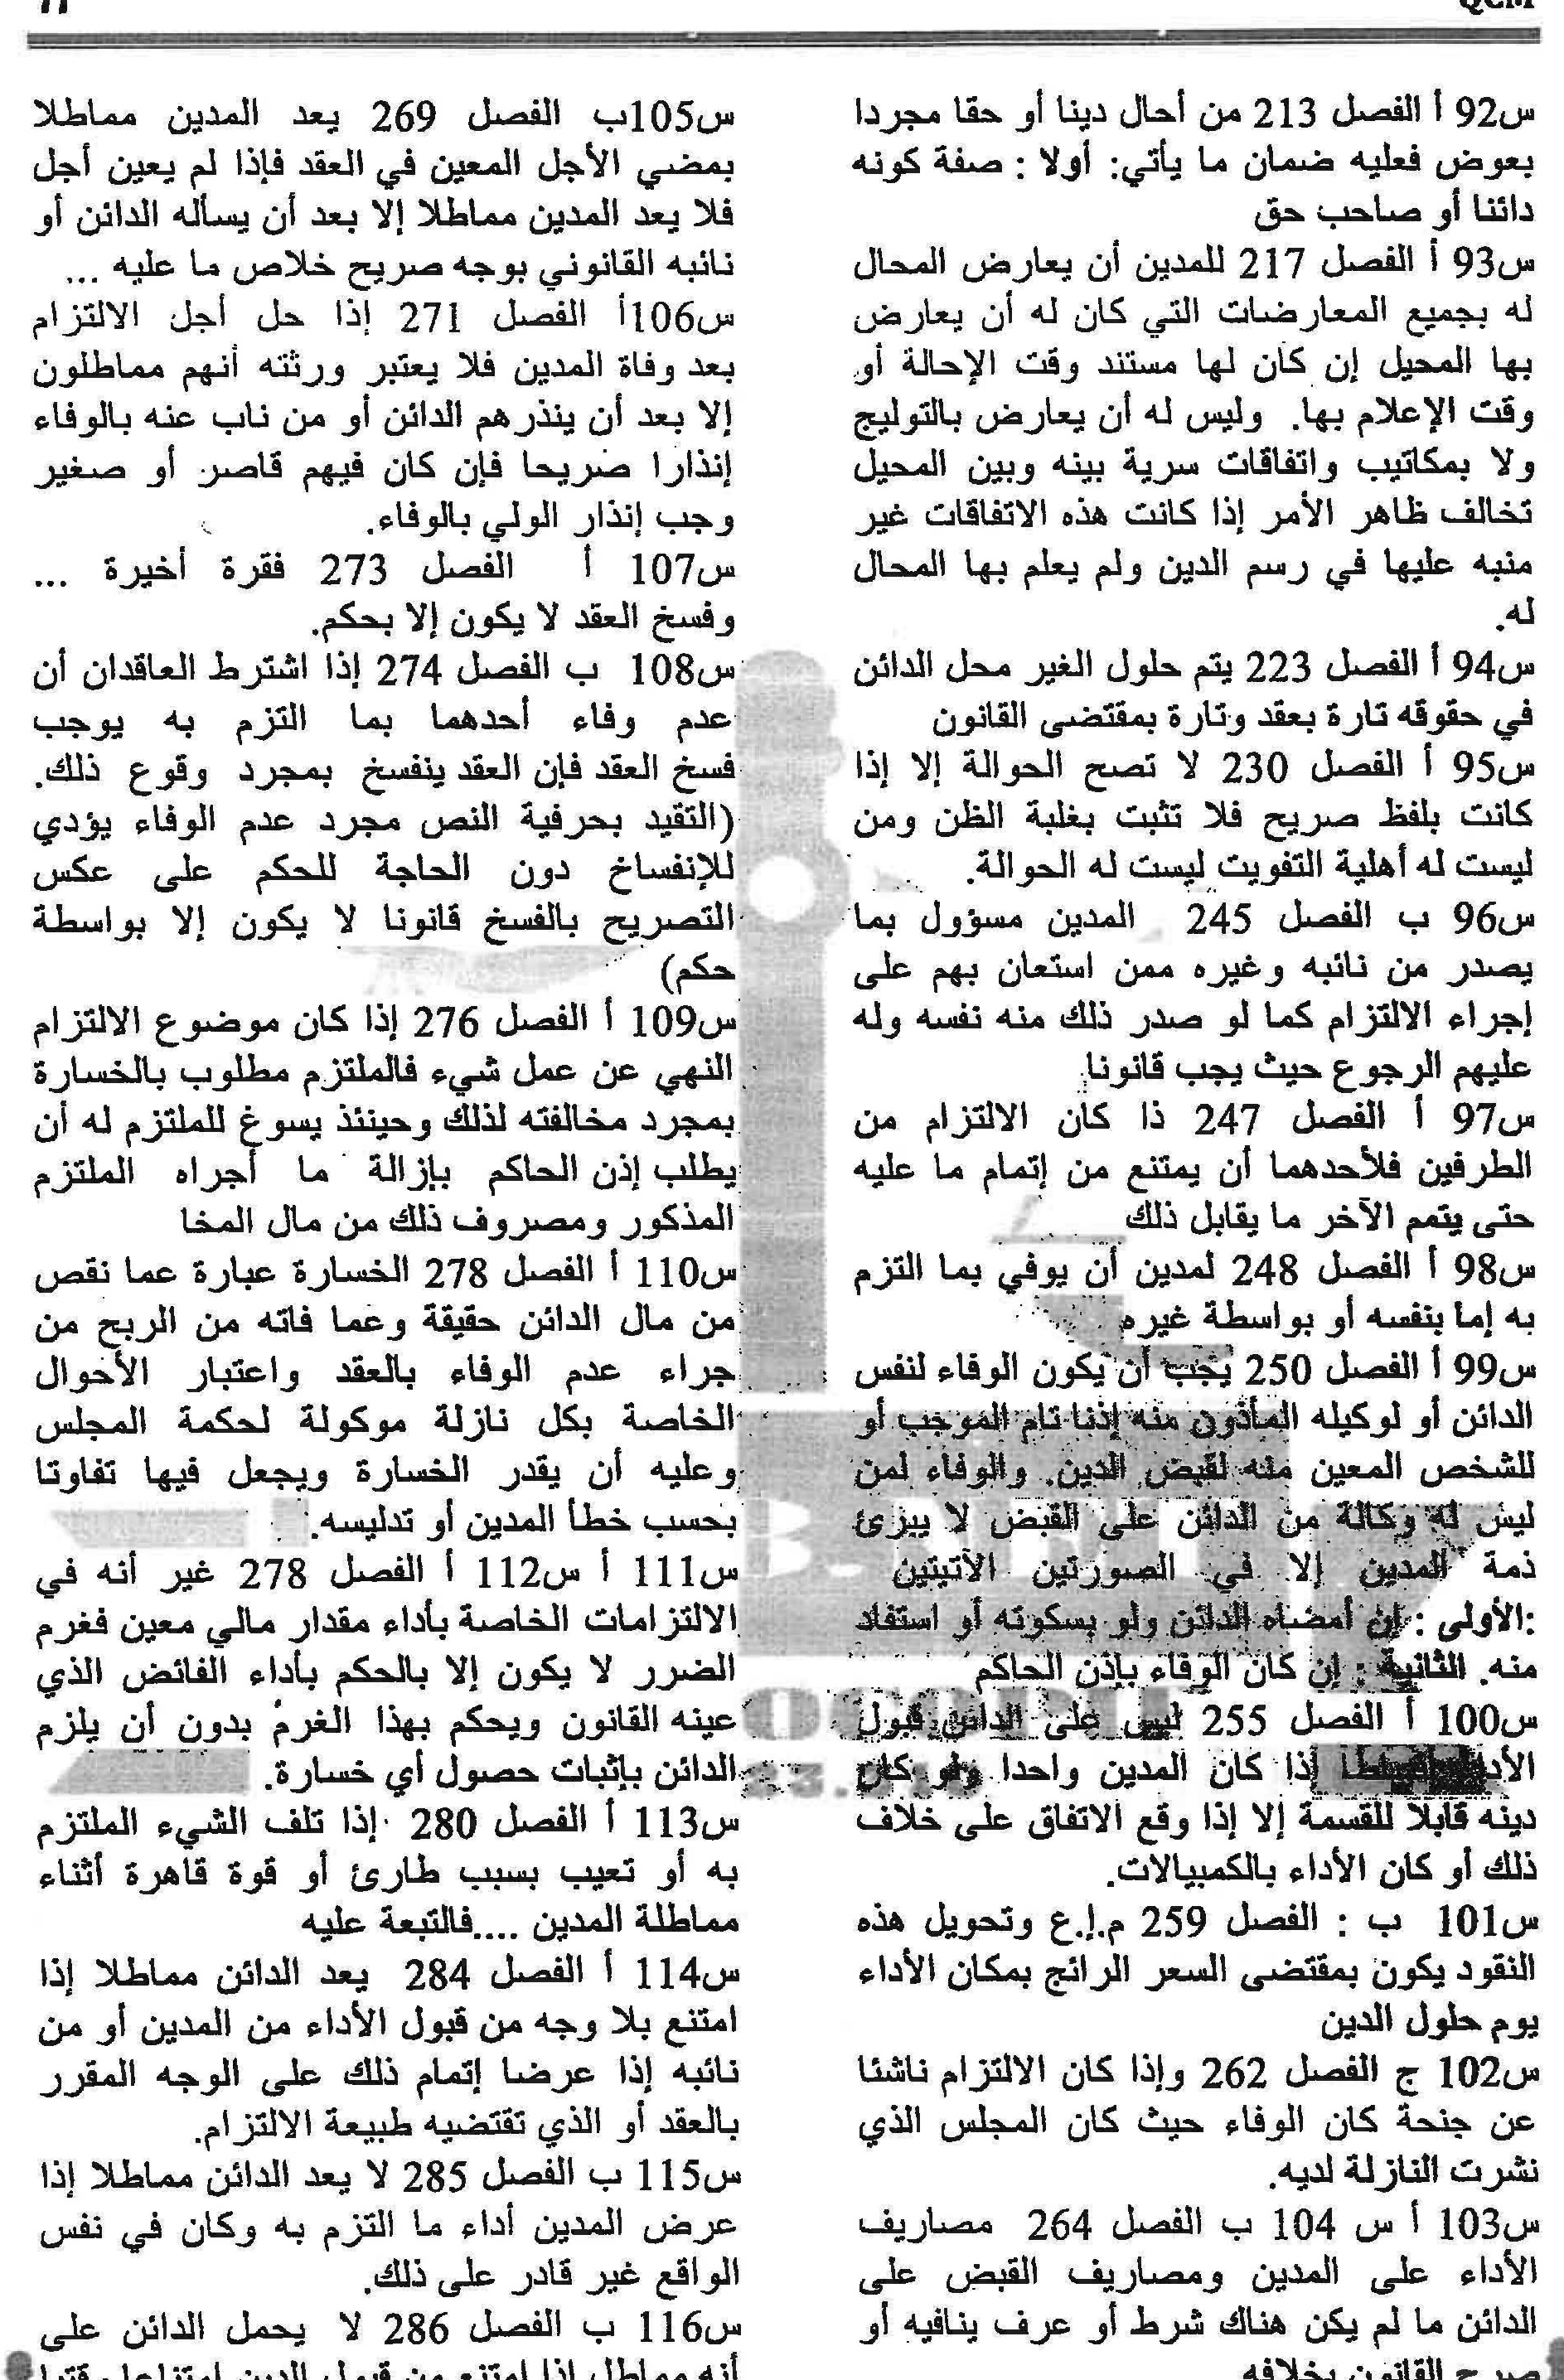 QCM
س92 أ الفصل 213 من أحال دينا أو حقا مجردا
بعوض فعليه ضمان ما يأتي: أولا : صفة كونه
دائنا أو صاحب حق
س93 أ الفصل 217 للمدين أن يعارض المحال
له بجميع المعارضات التي كان له أن يعارض
بها المحيل إن كان لها مستند وقت الإحالة أو
وقت الإعلام بها. وليس له أن يعارض بالتوليج
ولا بمكاتيب واتفاقات سرية بينه وبين المحيل
تخالف ظاهر الأمر إذا كانت هذه الاتفاقات غير
منبه عليها في رسم الدين ولم يعلم بها المحال
له.
س94 أ الفصل 223 يتم حلول الغير محل الدائن
في حقوقه تارة بعقد وتارة بمقتضى القانون
س95 أ الفصل 230 لا تصح الحوالة إلا إذا
كانت بلفظ صريح فلا تثبت بغلبة الظن ومن
ليست له أهلية التفويت ليست له الحوالة.
س96 ب الفصل 245 المدين مسؤول بما
يصدر من نائبه وغيره ممن استعان بهم على
إجراء الالتزام كما لو صدر ذلك منه نفسه وله
عليهم الرجوع حيث يجب قانونا
س97 أ الفصل 247 ذا كان الالتزام من
الطرفين فلأحدهما أن يمتنع من إتمام ما عليه
حتى يتمم الآخر ما يقابل ذلك
س98 أ الفصل 248 لمدين أن يوفي بما التزم
به إما بنفسه أو بواسطة غيره
س99 أ الفصل 250 يجب أن يكون الوفاء لنفس
الدائن أو لوكيله المأذون منه إذنا تام الموجب أو
للشخص المعين منه لقبض الدين. والوفاء لمن
ليس له وكالة من الدائن على القبض لا يبرئ
ذمة المدين إلا في الصورتين الآتيتين
:الأولى : إن أمضاه الدائن ولو بسكوته أو استفاد
منه. الثانية : إن كان الوفاء بإذن الحاكم
س100 أ الفصل 255 ليس على الدائن قبول
الأداء أقساطا إذا كان المدين واحدا ولو كان
دينه قابلا للقسمة إلا إذا وقع الاتفاق على خلاف
ذلك أو كان الأداء بالكمبيالات.
س101 ب : الفصل 259 م.إ.ع وتحويل هذه
النقود يكون بمقتضى السعر الرائج بمكان الأداء
يوم حلول الدين
س102 ج الفصل 262 وإذا كان الالتزام ناشئا
عن جنحة كان الوفاء حيث كان المجلس الذي
نشرت النازلة لديه.
س103 أ س 104 ب الفصل 264 مصاريف
الأداء على المدين ومصاريف القبض على
الدائن ما لم يكن هناك شرط أو عرف ينافيه أو
صرح القانون بخلافه
س105ب الفصل 269 يعد المدين مماطلا
بمضي الأجل المعين في العقد فإذا لم يعين أجل
فلا يعد المدين مماطلا إلا بعد أن يسأله الدائن أو
نائبه القانوني بوجه صريح خلاص ما عليه ...
س106أ الفصل 271 إذا حل أجل الالتزام
بعد وفاة المدين فلا يعتبر ورثته أنهم مماطلون
إلا بعد أن ينذرهم الدائن أو من ناب عنه بالوفاء
إنذارا صريحا فإن كان فيهم قاصر أو صغير
وجب إنذار الولي بالوفاء.
س107 أ الفصل 273 فقرة أخيرة ...
وفسخ العقد لا يكون إلا بحكم.
س108 ب الفصل 274 إذا اشترط العاقدان أن
عدم وفاء أحدهما بما التزم به يوجب
فسخ العقد فإن العقد ينفسخ بمجرد وقوع ذلك.
(التقيد بحرفية النص مجرد عدم الوفاء يؤدي
للإنفساخ دون الحاجة للحكم على عكس
التصريح بالفسخ قانونا لا يكون إلا بواسطة
حكم)
س109 أ الفصل 276 إذا كان موضوع الالتزام
النهي عن عمل شيء فالملتزم مطلوب بالخسارة
بمجرد مخالفته لذلك وحينئذ يسوغ للملتزم له أن
يطلب إذن الحاكم بإزالة ما أجراه الملتزم
المذكور ومصروف ذلك من مال المخا
س110 أ الفصل 278 الخسارة عبارة عما نقص
من مال الدائن حقيقة وعما فاته من الربح من
جراء عدم الوفاء بالعقد واعتبار الأحوال
الخاصة بكل نازلة موكولة لحكمة المجلس
وعليه أن يقدر الخسارة ويجعل فيها تفاوتا
بحسب خطأ المدين أو تدليسه.
س111 أ س112 أ الفصل 278 غير أنه في
الالتزامات الخاصة بأداء مقدار مالي معين فغرم
الضرر لا يكون إلا بالحكم بأداء الفائض الذي
عينه القانون ويحكم بهذا الغرم بدون أن يلزم
الدائن بإثبات حصول أي خسارة.
س113 أ الفصل 280 إذا تلف الشيء الملتزم
به أو تعيب بسبب طارئ أو قوة قاهرة أثناء
مماطلة المدين ....فالتبعة عليه
س114 أ الفصل 284 يعد الدائن مماطلا إذا
امتنع بلا وجه من قبول الأداء من المدين أو من
نائبه إذا عرضا إتمام ذلك على الوجه المقرر
بالعقد أو الذي تقتضيه طبيعة الالتزام.
س115 ب الفصل 285 لا يعد الدائن مماطلا إذا
عرض المدين أداء ما التزم به وكان في نفس
الواقع غير قادر على ذلك.
س116 ب الفصل 286 لا يحمل الدائن على
أنه مماطل إذا امتنع من قبول الدين امتناعا وقتيا